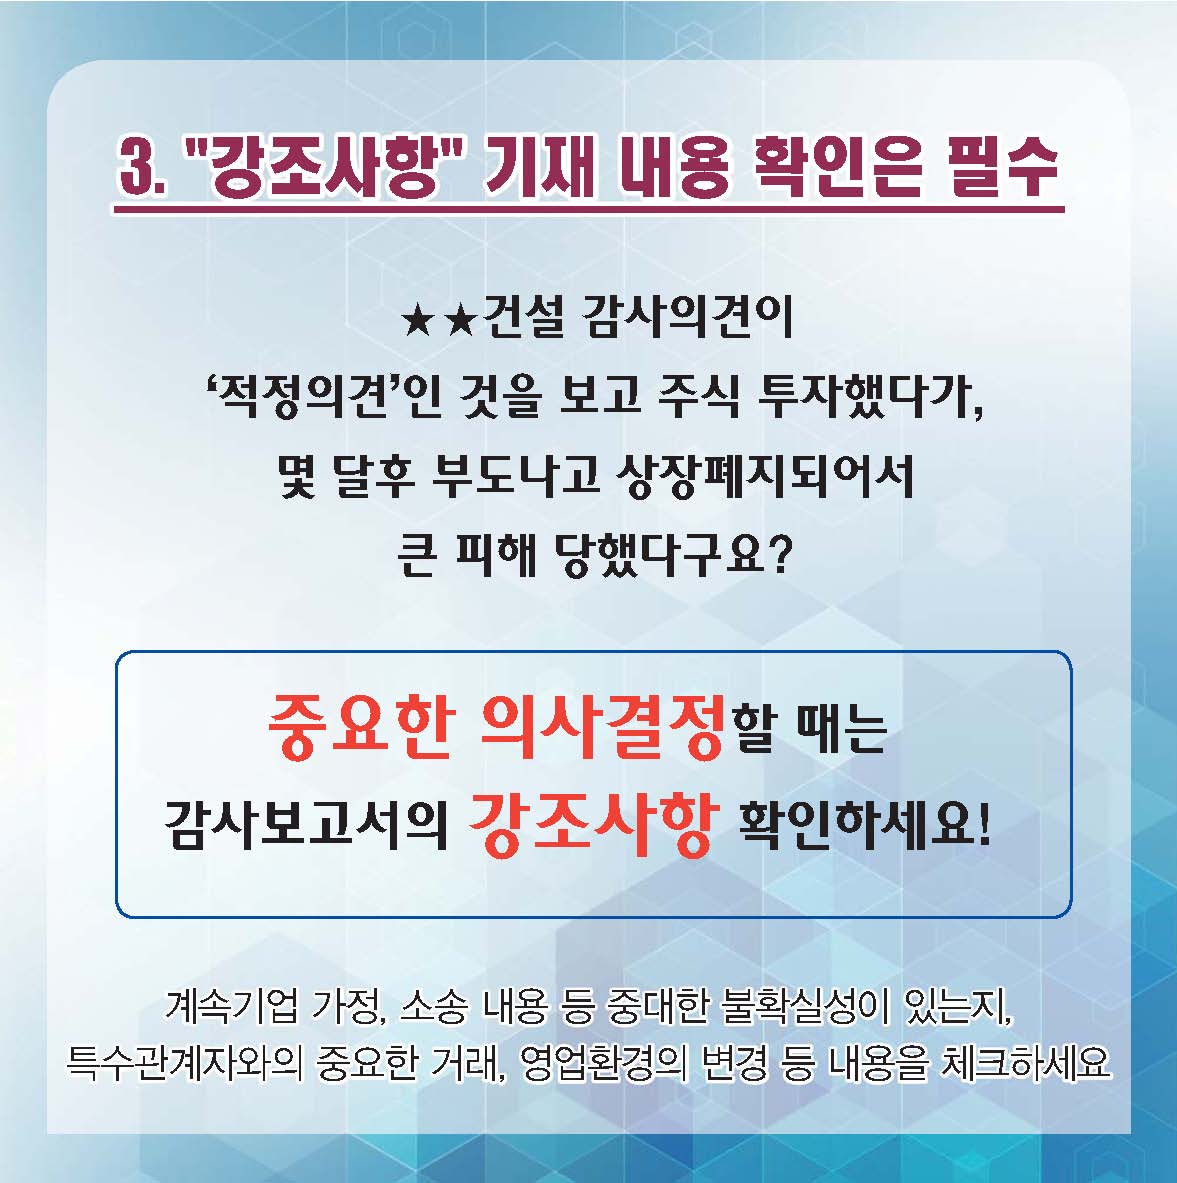 3. "강조사항" 기재 내용 확인은 필수
★★건설 감사의견이
‘적정의견’인 것을 보고 주식 투자했다가,
몇 달후 부도나고 상장폐지되어서
큰 피해 당했다구요?
중요한 의사결정할 때는
감사보고서의 강조사항 확인하세요!
계속기업 가정, 소송 내용 등 중대한 불확실성이 있는지,
특수관계자와의 중요한 거래, 영업환경의 변경 등 내용을 체크하세요